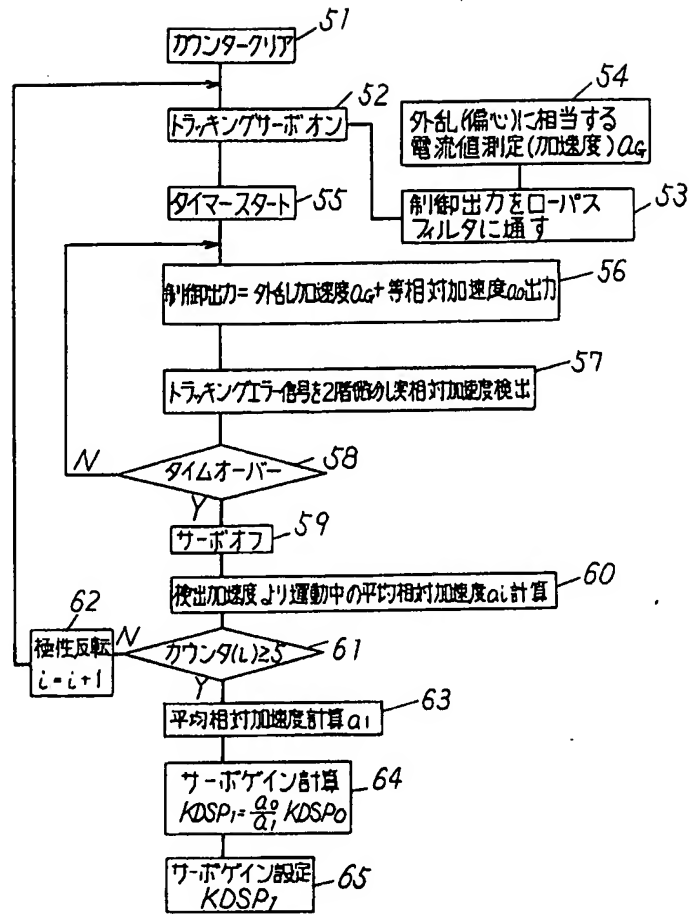 51
カウンタークリア
52
トラッキングサーボオン
54
外乱(偏心)に相当する
電流値測定(加速度)aG
53
制御出力をローパス
フィルタに通す
55
タイマースタート
56
制御出力=外乱加速度aG+等相対加速度a0出力
57
トラッキングエラー信号を2階微分し実相対加速度検出
58
タイムオーバー
N
Y
59
サーボオフ
60
検出加速度より運動中の平均相対加速度ai計算
61
カウンタ(i)≥5
N
Y
62
極性反転
i=i+1
63
平均相対加速度計算a1
64
サーボゲイン計算
KDSP1=a0/a1 KDSP0
65
サーボゲイン設定
KDSP1